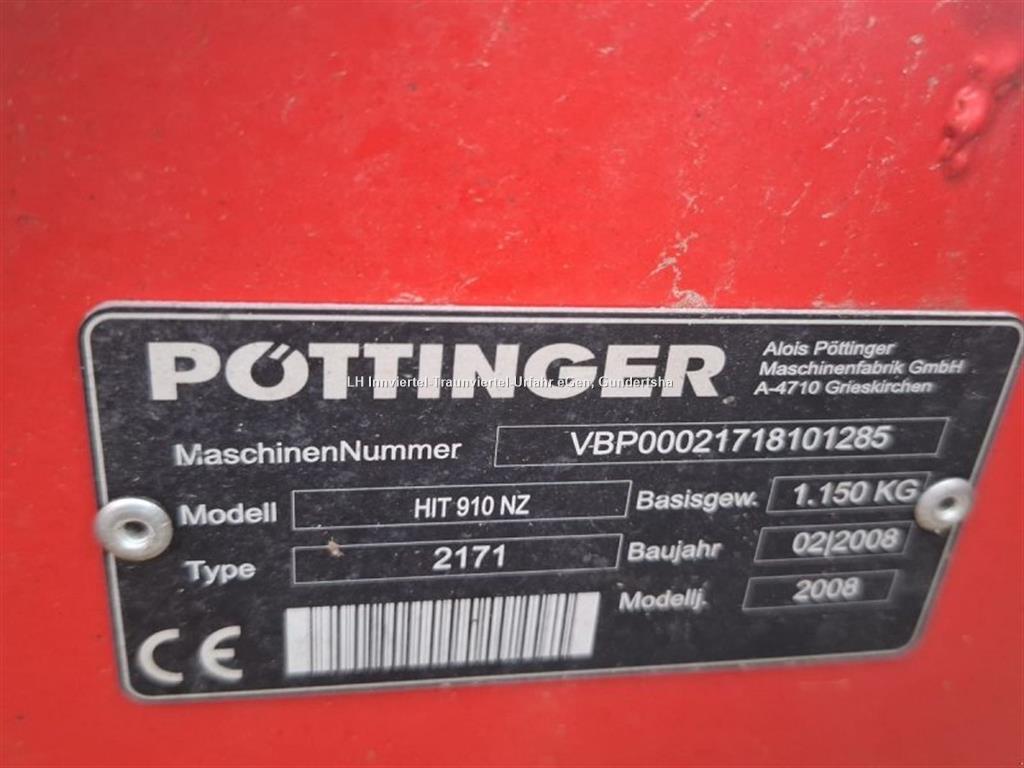 PÖTTINGER
Alois Pöttinger
Maschinenfabrik GmbH
A-4710 Grieskirchen
LH Innviertel-Traunviertel-Urfahr eGen, Gundertsha
MaschinenNummer VBP00021718101285
Modell HIT 910 NZ Basisgew. 1.150 KG
Type 2171 Baujahr 02|2008
Modellj. 2008
CE